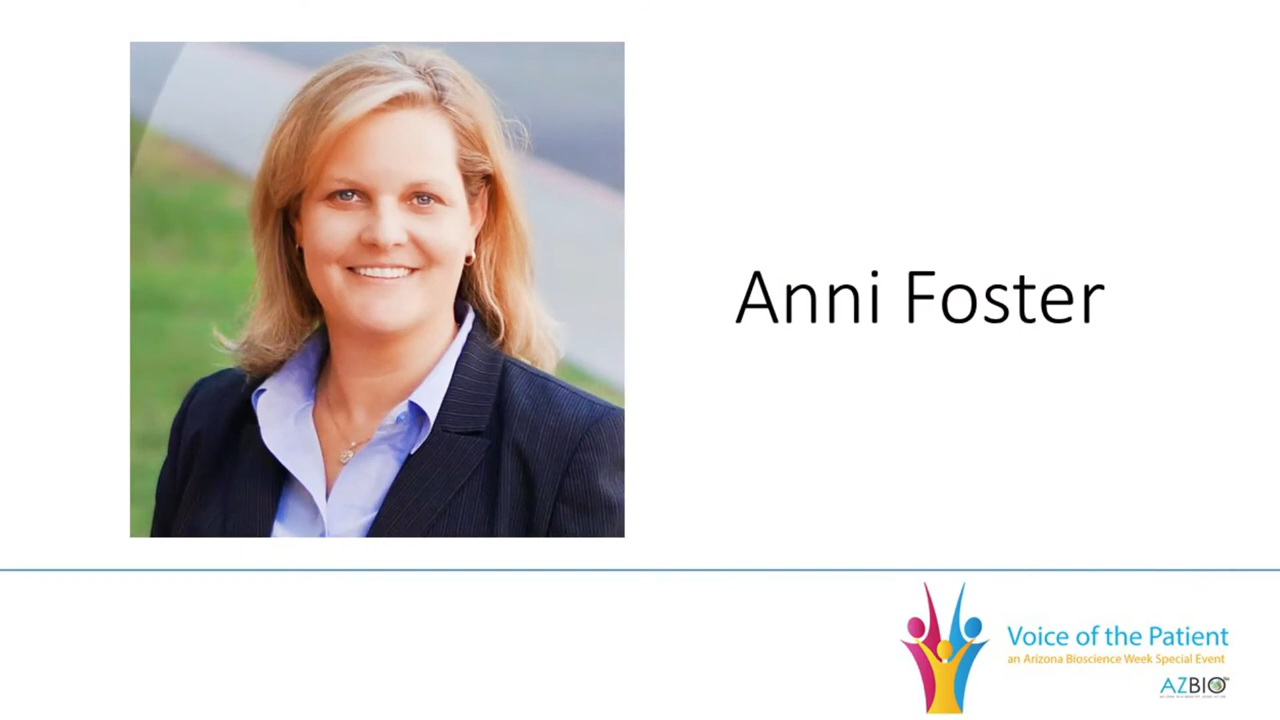 Anni Foster
Voice of the Patient
an Arizona Bioscience Week Special Event
AZBIO